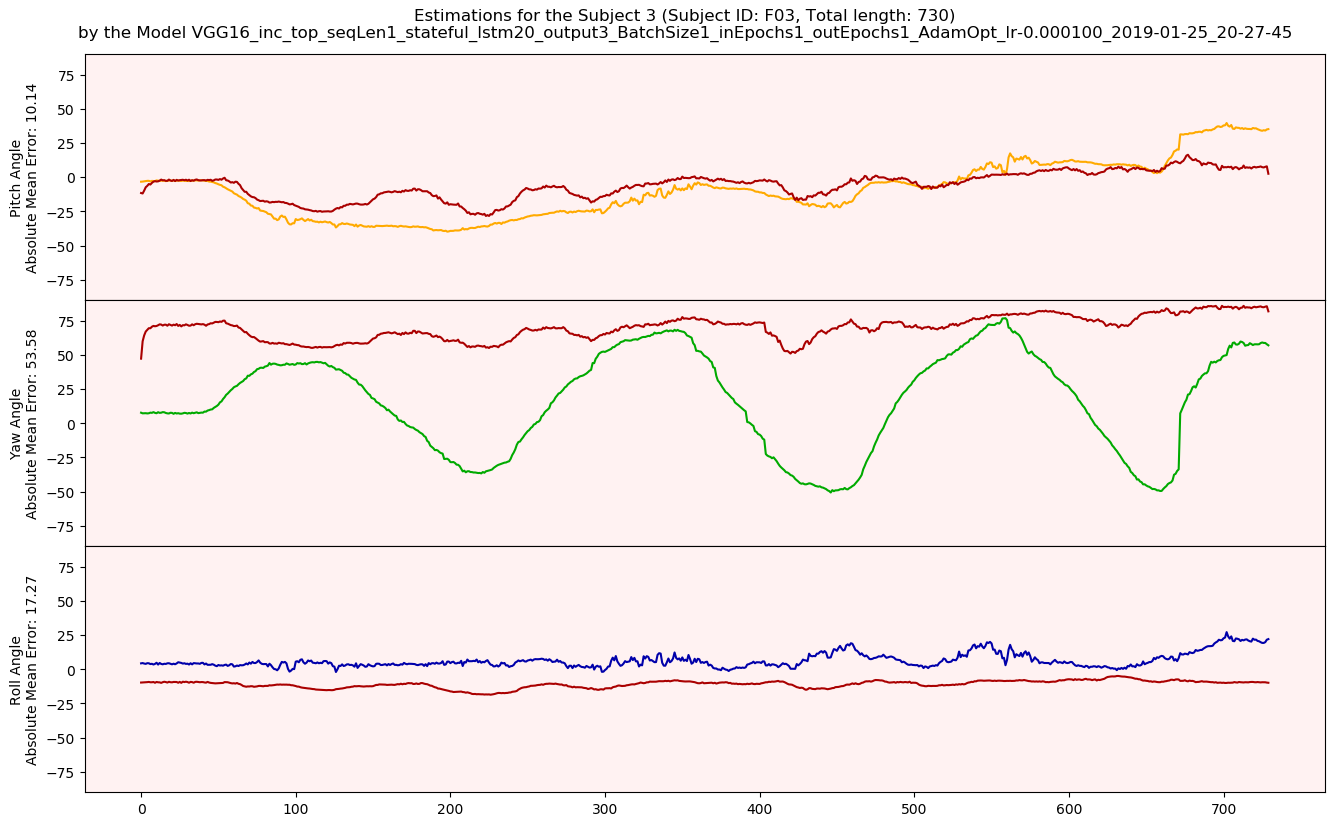 Estimations for the Subject 3 (Subject ID: F03, Total length: 730)
by the Model VGG16_inc_top_seqLen1_stateful_lstm20_output3_BatchSize1_inEpochs1_outEpochs1_AdamOpt_lr-0.000100_2019-01-25_20-27-45
Pitch Angle
Absolute Mean Error: 10.14
75
50
25
0
−25
−50
−75
Yaw Angle
Absolute Mean Error: 53.58
75
50
25
0
−25
−50
−75
Roll Angle
Absolute Mean Error: 17.27
75
50
25
0
−25
−50
−75
0 100 200 300 400 500 600 700